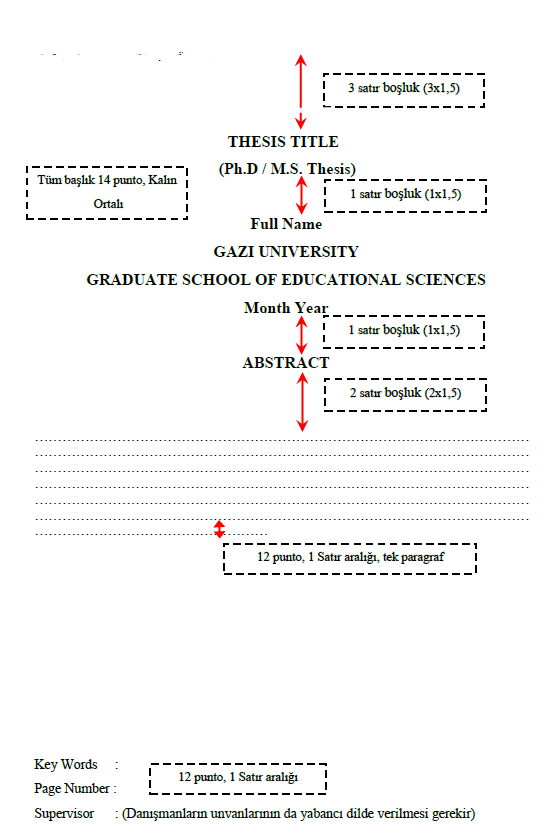 3 satır boşluk (3x1,5)
THESIS TITLE
(Ph.D / M.S. Thesis)
Tüm başlık 14 punto, Kalın
Ortalı
1 satır boşluk (1x1,5)
Full Name
GAZI UNIVERSITY
GRADUATE SCHOOL OF EDUCATIONAL SCIENCES
Month Year
1 satır boşluk (1x1,5)
ABSTRACT
2 satır boşluk (2x1,5)
12 punto, 1 Satır aralığı, tek paragraf
Key Words :
12 punto, 1 Satır aralığı
Page Number :
Supervisor : (Danışmanların unvanlarının da yabancı dilde verilmesi gerekir)